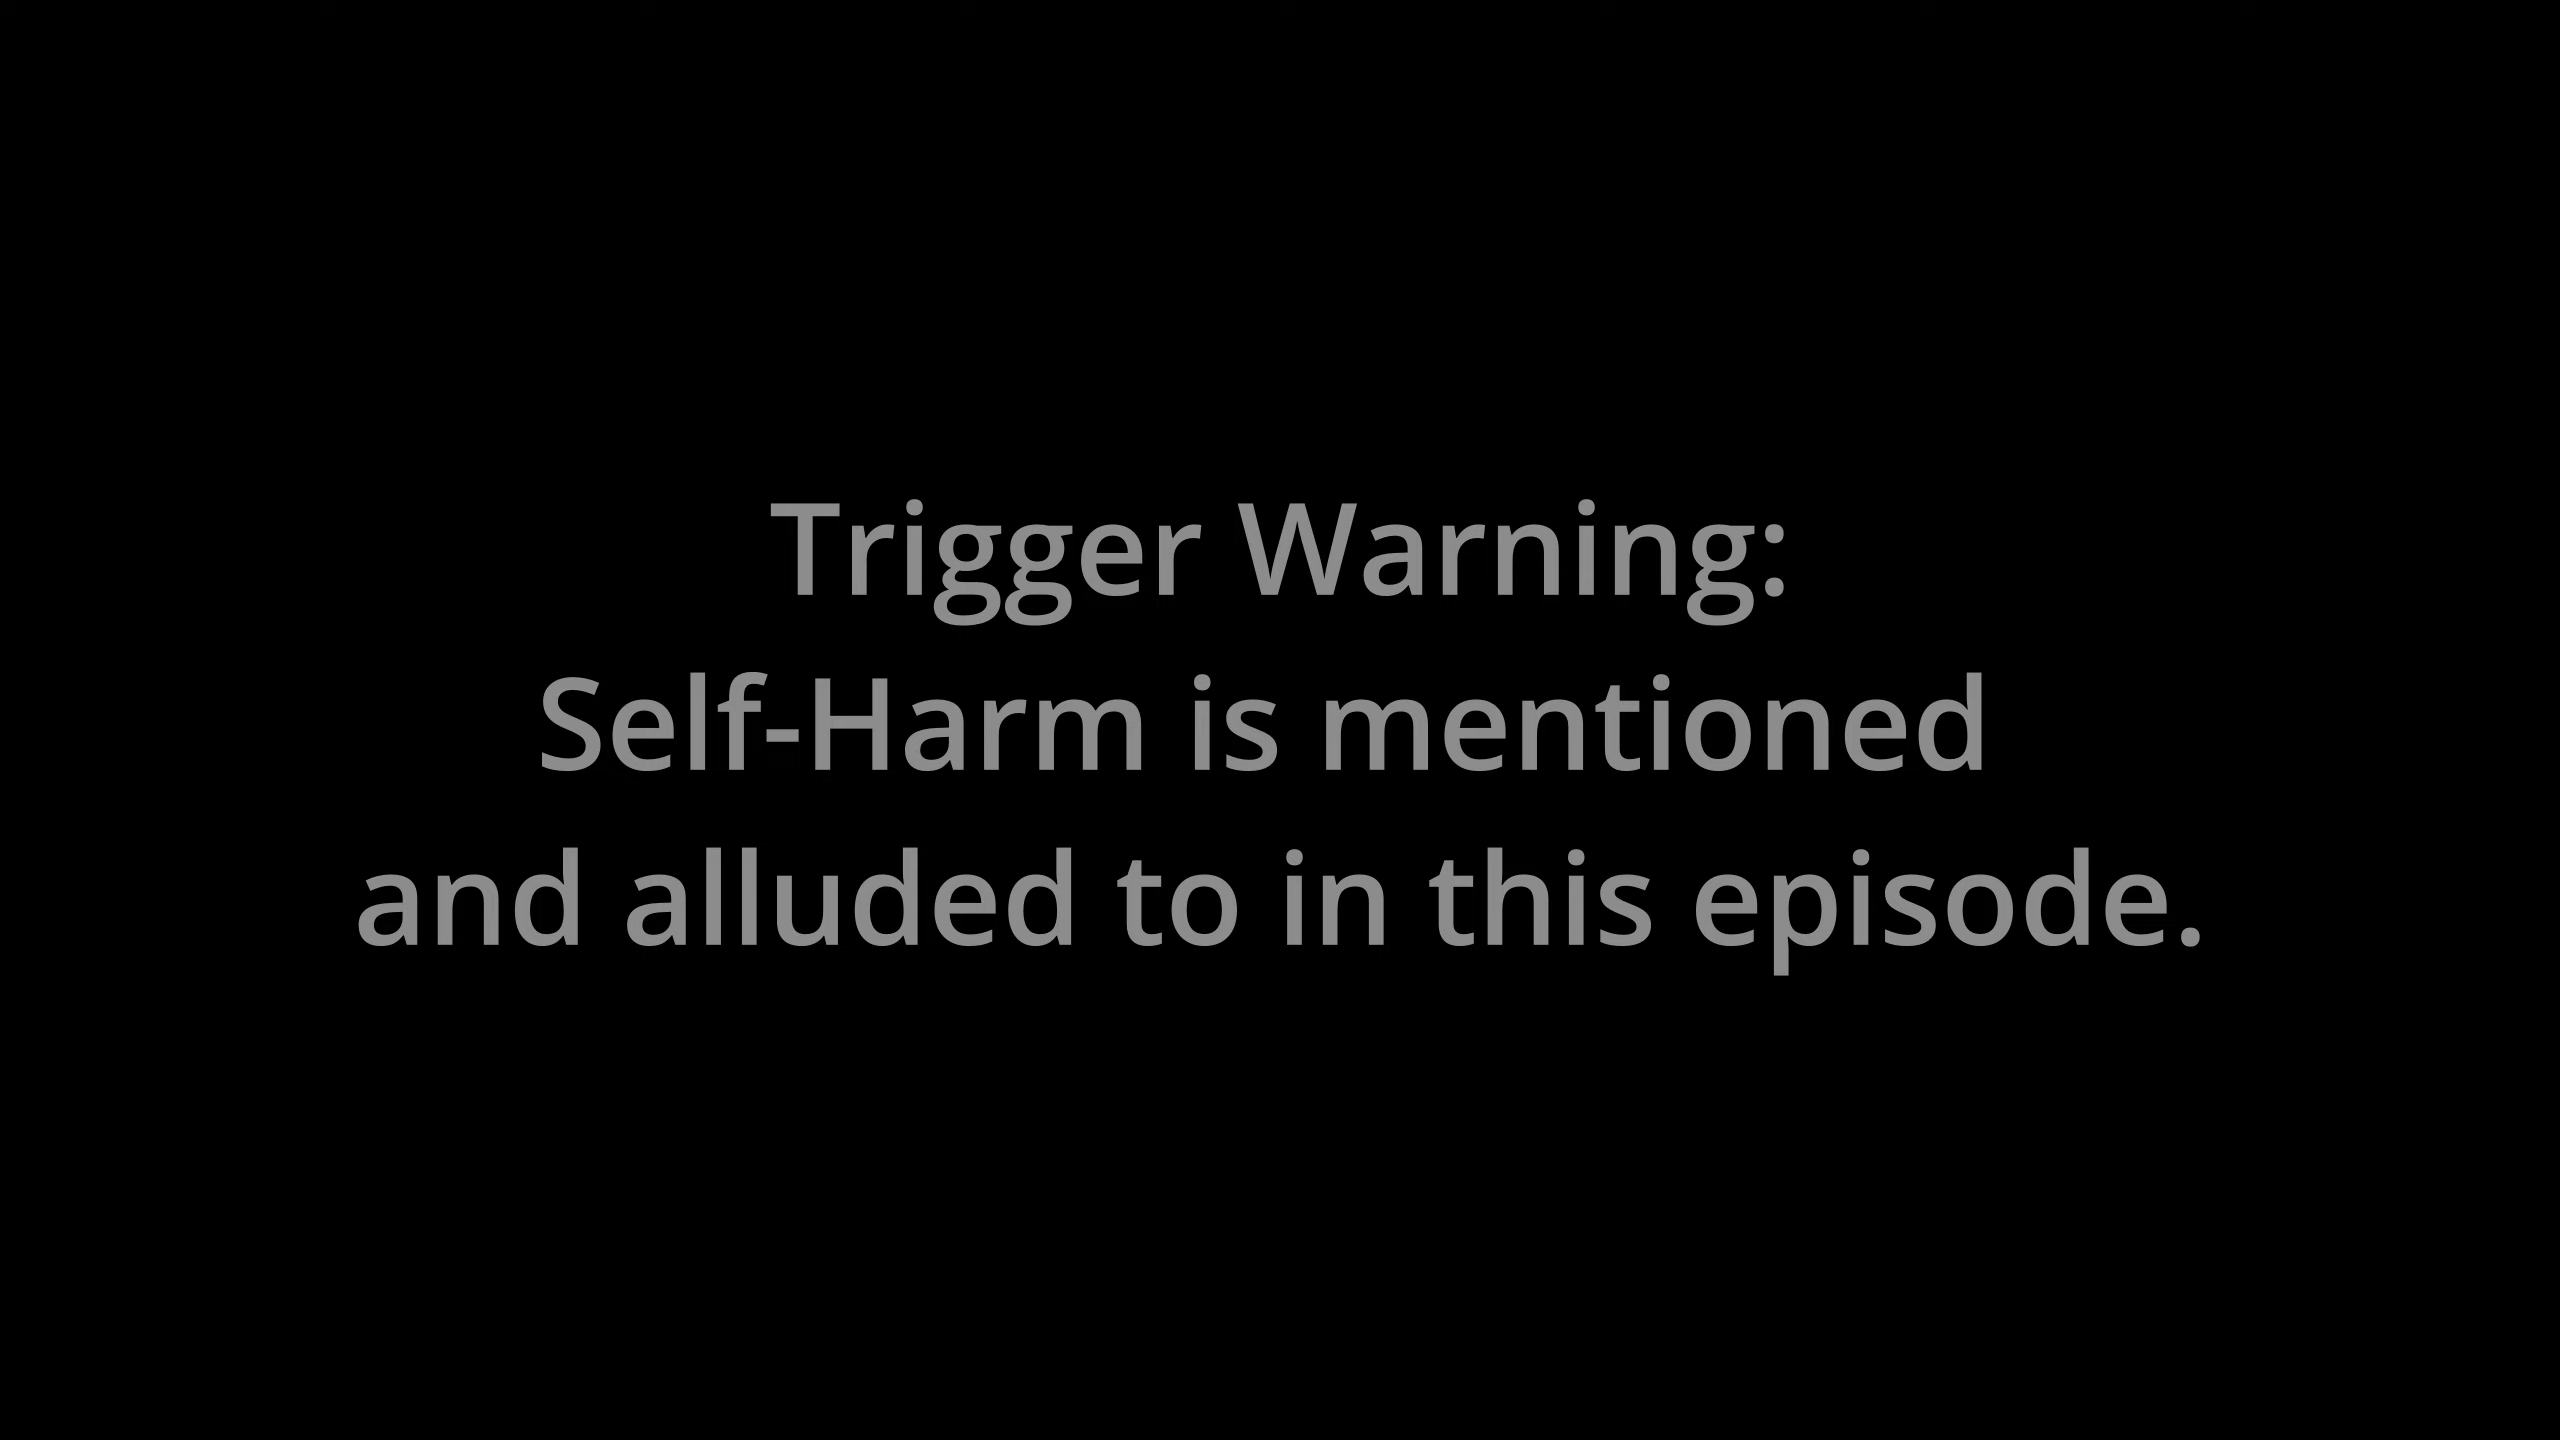 Trigger Warning:
Self-Harm is mentioned
and alluded to in this episode.